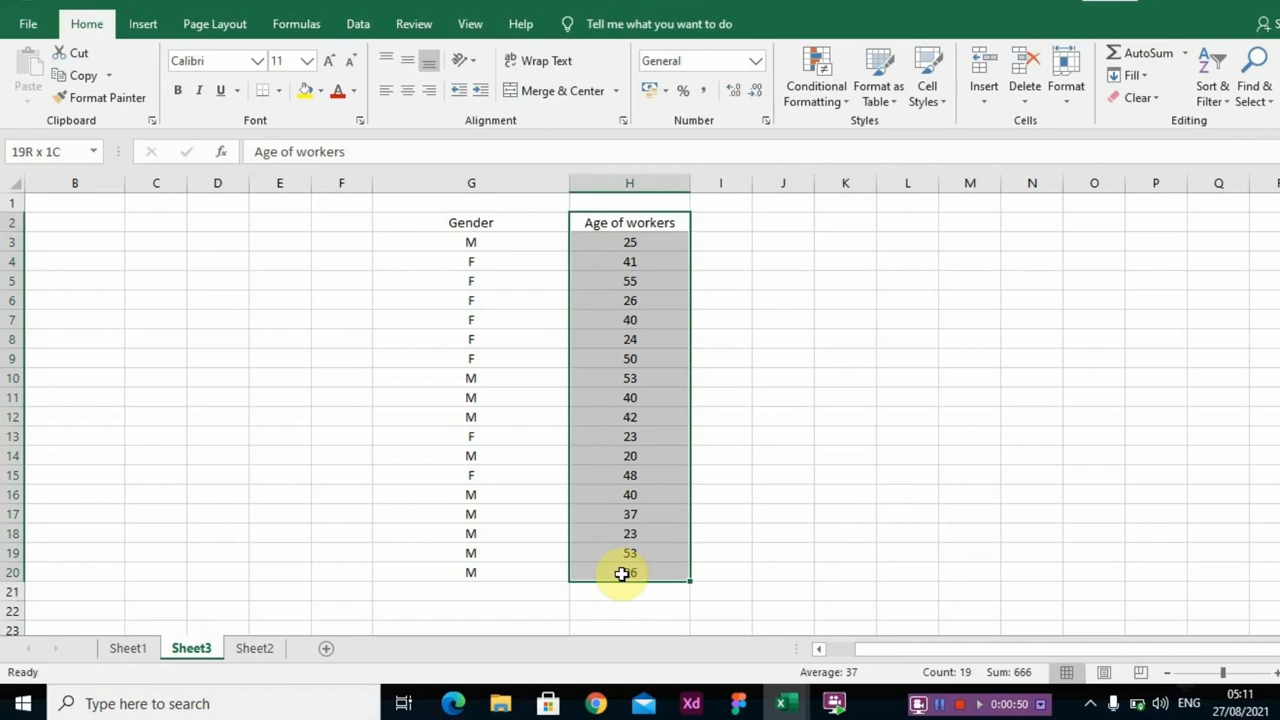 File Home Insert Page Layout Formulas Data Review View Help Tell me what you want to do S
Cut
Copy
Format Painter
Paste
Clipboard
Calibri 11 A A
B I U A
Font
Wrap Text
Merge & Center
Alignment
General
% , .0 .00
Number
Conditional Formatting
Format as Table
Cell Styles
Styles
Insert Delete Format
Cells
AutoSum
Fill
Clear
Sort & Filter
Find & Select
Editing
19R x 1C fx Age of workers
B C D E F G H I J K L M N O P Q
1
2 Gender Age of workers
3 M 25
4 F 41
5 F 55
6 F 26
7 F 40
8 F 24
9 F 50
10 M 53
11 M 40
12 M 42
13 F 23
14 M 20
15 F 48
16 M 40
17 M 37
18 M 23
19 M 53
20 M
21
22
23
Sheet1 Sheet3 Sheet2
Ready Average: 37 Count: 19 Sum: 666
Type here to search Xd 0:00:50 ENG 05:11
27/08/2021